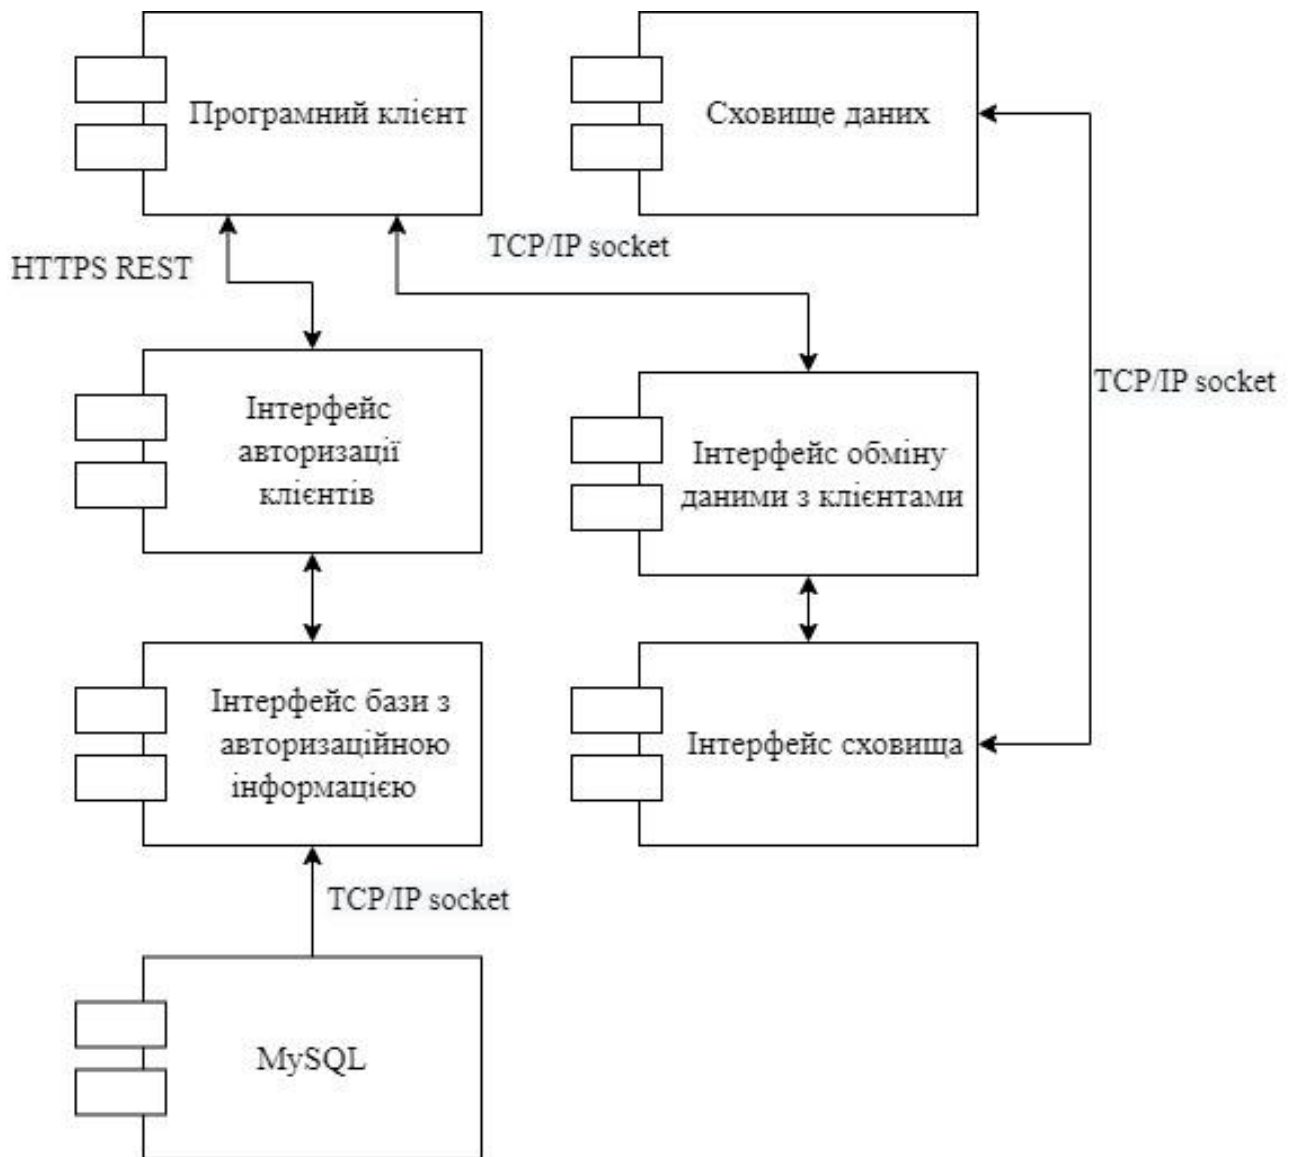 Програмний клієнт
Сховище даних
HTTPS REST
TCP/IP socket
TCP/IP socket
Інтерфейс
авторизації
клієнтів
Інтерфейс обміну
даними з клієнтами
Інтерфейс бази з
авторизаційною
інформацією
Інтерфейс сховища
TCP/IP socket
MySQL